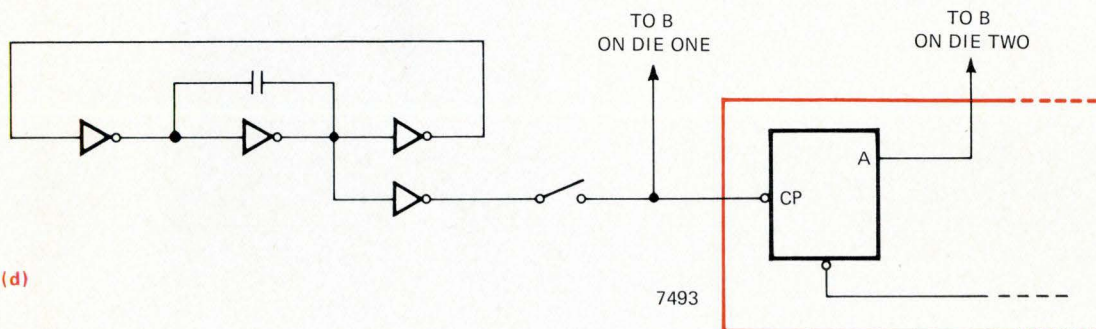 TO B
ON DIE ONE
TO B
ON DIE TWO
A
CP
7493
(d)